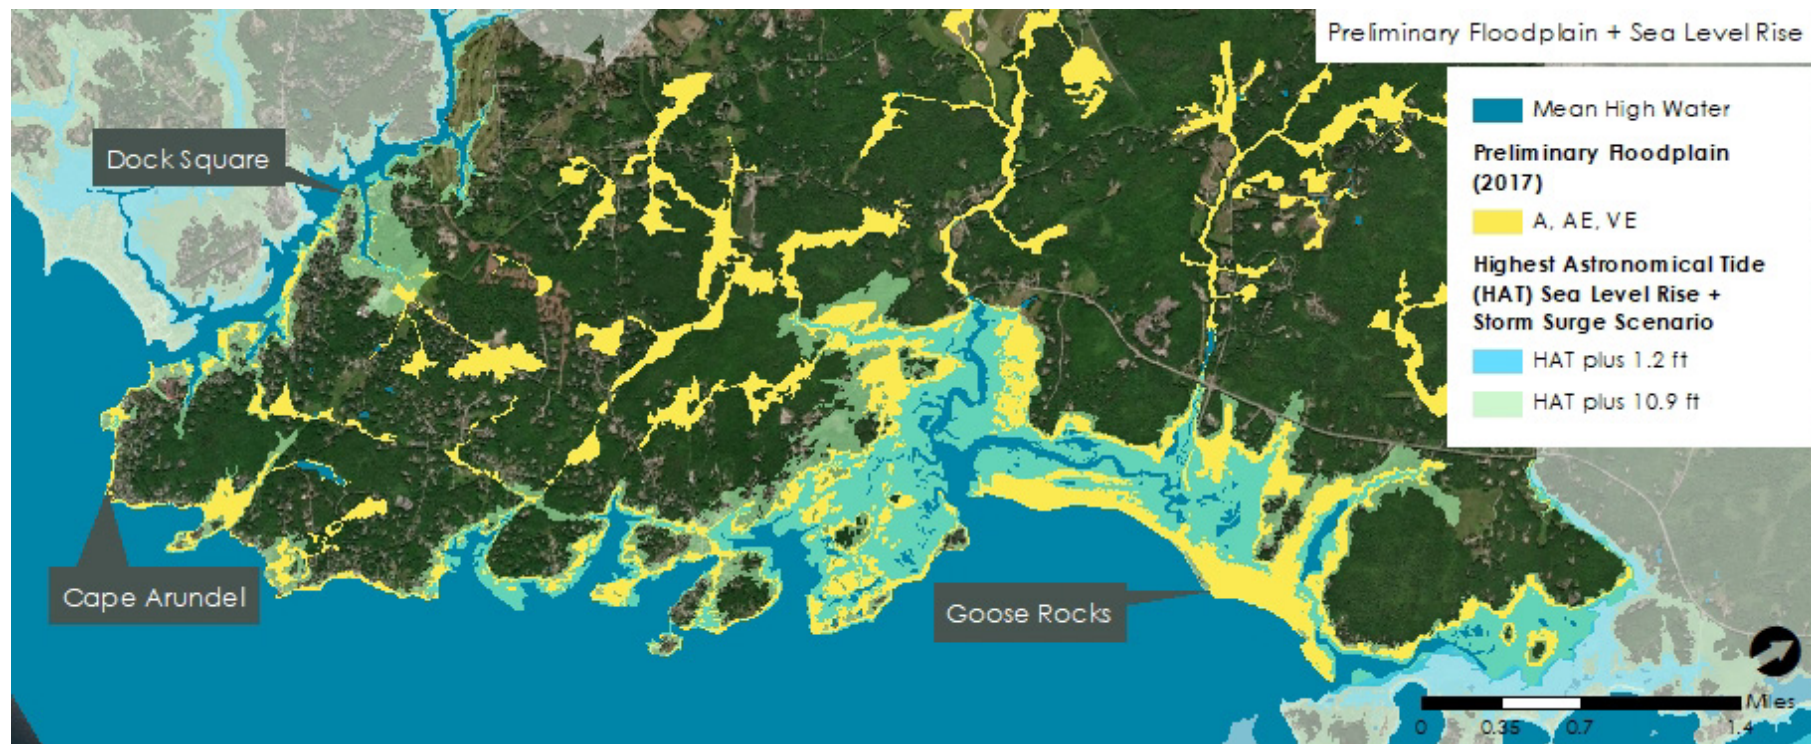 Preliminary Floodplain + Sea Level Rise
Mean High Water
Preliminary Floodplain
(2017)
A, AE, VE
Highest Astronomical Tide
(HAT) Sea Level Rise +
Storm Surge Scenario
HAT plus 1.2 ft
HAT plus 10.9 ft
Dock Square
Cape Arundel
Goose Rocks
Miles
0 0.35 0.7 1.4